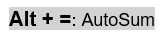 Alt + =: AutoSum